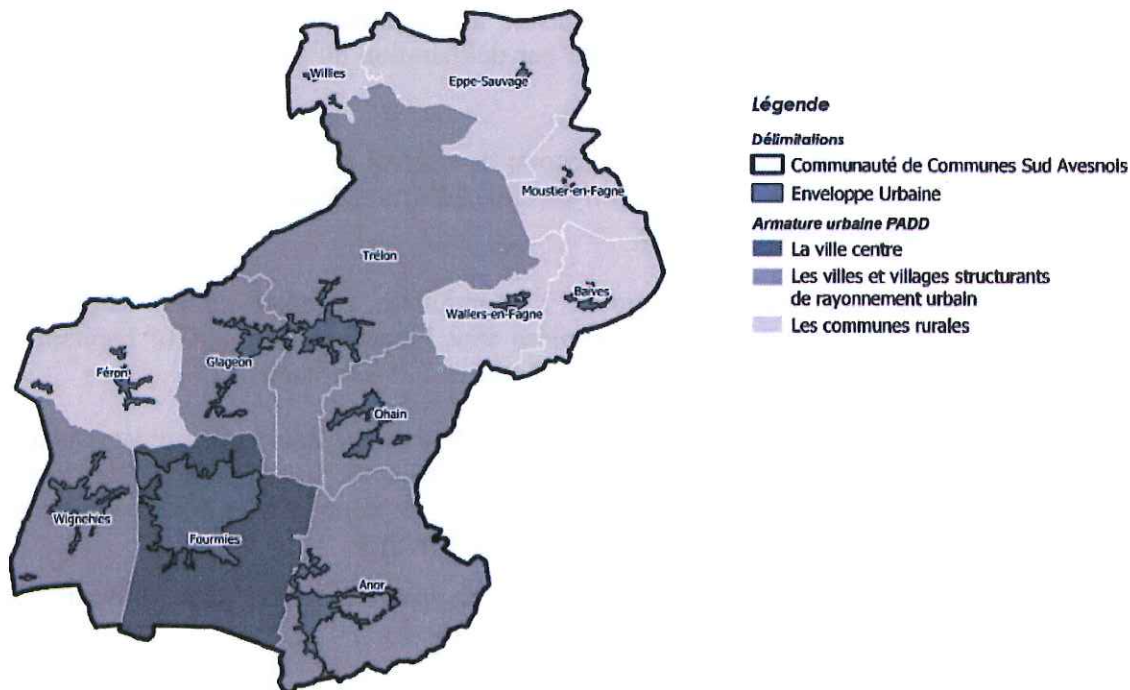 Willies
Eppe-Sauvage
Moustier-en-Fagne
Trélon
Baives
Wallers-en-Fagne
Glageon
Féron
Ohain
Wignehies
Fourmies
Anor
Légende
Délimitations
Communauté de Communes Sud Avesnois
Enveloppe Urbaine
Armature urbaine PADD
La ville centre
Les villes et villages structurants
de rayonnement urbain
Les communes rurales